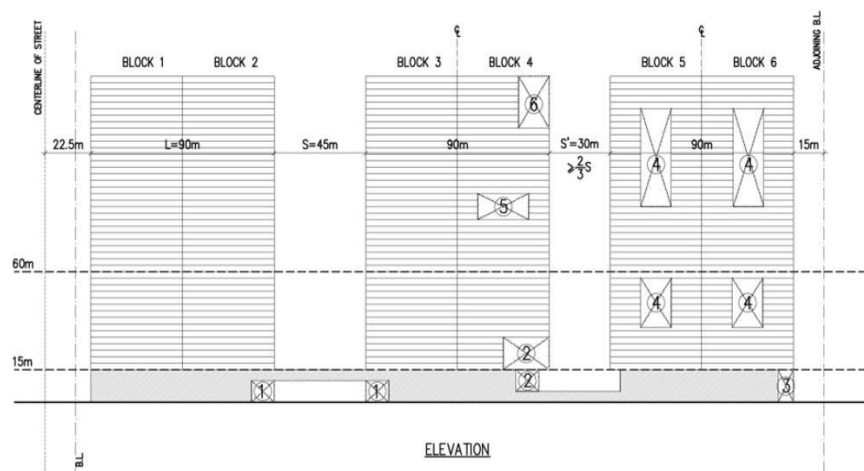 CENTERLINE OF STREET
ADJOINING B.L.
℄
℄
BLOCK 1
BLOCK 2
BLOCK 3
BLOCK 4
BLOCK 5
BLOCK 6
6
22.5m
L=90m
S=45m
90m
S'=30m
90m
15m
⩾2/3S
4
4
5
60m
4
4
15m
2
1
1
2
3
ELEVATION
B.L.